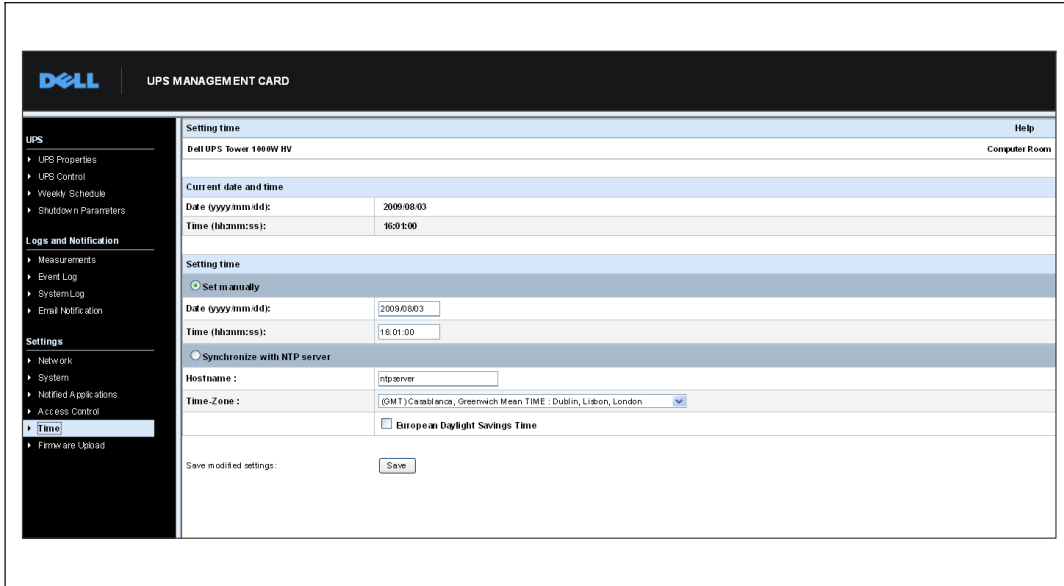 DELL
UPS MANAGEMENT CARD
UPS
UPS Properties
UPS Control
Weekly Schedule
Shutdown Parameters
Logs and Notification
Measurements
Event Log
System Log
Email Notification
Settings
Network
System
Notified Applications
Access Control
Time
Firmware Upload
Setting time Help
Dell UPS Tower 1000W HV Computer Room
Current date and time
Date (yyyy/mm/dd): 2009/08/03
Time (hh:mm:ss): 16:01:00
Setting time
Set manually
Date (yyyy/mm/dd): 2009/08/03
Time (hh:mm:ss): 16:01:00
Synchronize with NTP server
Hostname : ntpserver
Time-Zone : (GMT) Casablanca, Greenwich Mean TIME : Dublin, Lisbon, London
European Daylight Savings Time
Save modified settings: Save